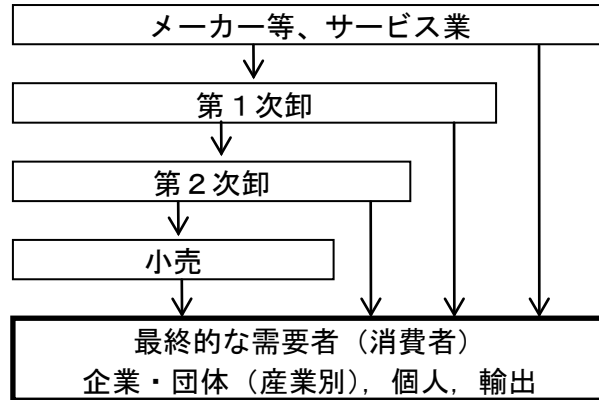 メーカー等、サービス業
第１次卸
第２次卸
小売
最終的な需要者（消費者）
企業・団体（産業別），個人，輸出